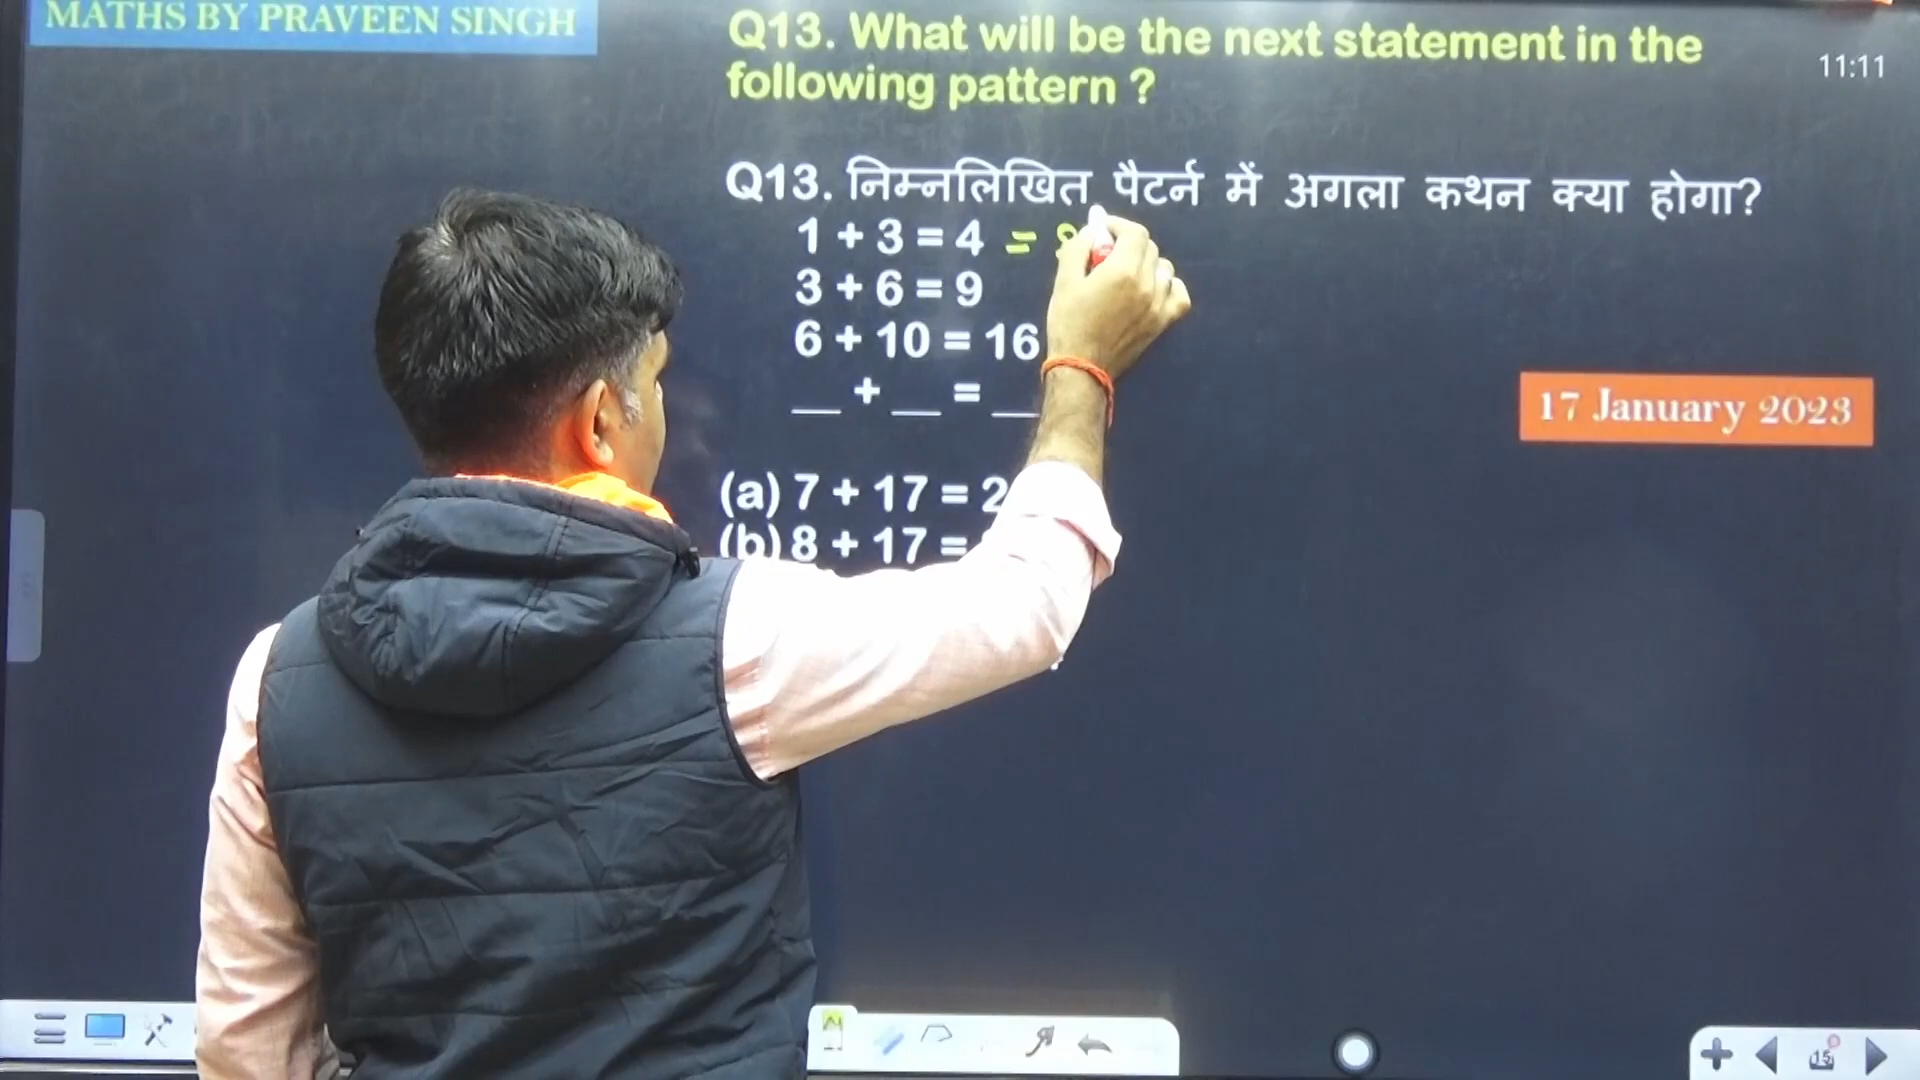 MATHS BY PRAVEEN SINGH
Q13. What will be the next statement in the
following pattern ?
11:11
Q13. निम्नलिखित पैटर्न में अगला कथन क्या होगा?
1 + 3 = 4 =
3 + 6 = 9
6 + 10 = 16
__ + __ = __
17 January 2023
(a) 7 + 17 = 2
(b) 8 + 17 =
15